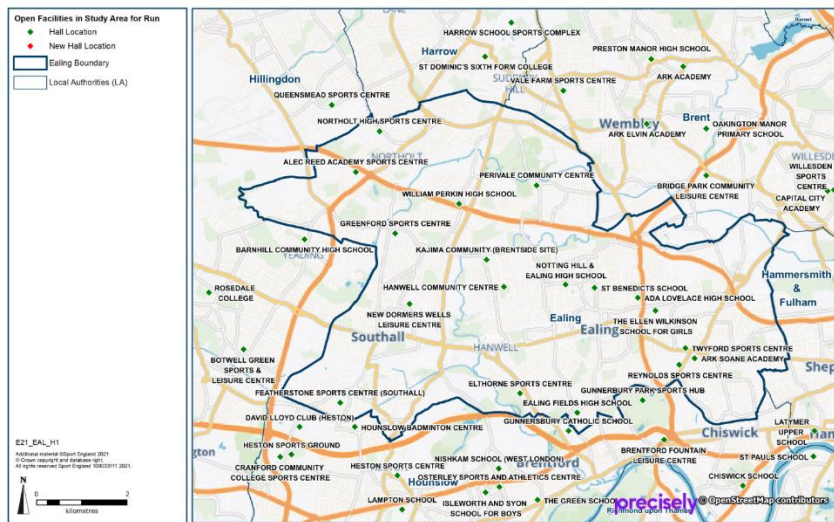 Open Facilities in Study Area for Run
Hall Location
New Hall Location
Ealing Boundary
Local Authorities (LA)
E21_EAL_H1
Additional material ©Sport England 2021
© Crown copyright and database right.
All rights reserved Sport England 100033111 2021.
N
0 2
kilometres
HARROW SCHOOL SPORTS COMPLEX
Harrow
PRESTON MANOR HIGH SCHOOL
ST DOMINIC'S SIXTH FORM COLLEGE
ARK ACADEMY
Hillingdon
SUDBURY
HILL
VALE FARM SPORTS CENTRE
QUEENSMEAD SPORTS CENTRE
Brent
Wembley
NORTHOLT HIGH SPORTS CENTRE
OAKINGTON MANOR
PRIMARY SCHOOL
ARK ELVIN ACADEMY
NORTHOLT
ALEC REED ACADEMY SPORTS CENTRE
WILLESDEN
SPORTS
CENTRE
CAPITAL CITY
ACADEMY
PERIVALE COMMUNITY CENTRE
BRIDGE PARK COMMUNITY
LEISURE CENTRE
WILLIAM PERKIN HIGH SCHOOL
GREENFORD SPORTS CENTRE
BARNHILL COMMUNITY HIGH SCHOOL
YEADING
KAJIMA COMMUNITY (BRENTSIDE SITE)
NOTTING HILL &
EALING HIGH SCHOOL
Hammersmith
&
Fulham
ROSEDALE
COLLEGE
HANWELL COMMUNITY CENTRE
ST BENEDICTS SCHOOL
ADA LOVELACE HIGH SCHOOL
NEW DORMERS WELLS
LEISURE CENTRE
Ealing
THE ELLEN WILKINSON
SCHOOL FOR GIRLS
Ealing
Southall
HANWELL
TWYFORD SPORTS CENTRE
ARK SOANE ACADEMY
BOTWELL GREEN
SPORTS &
LEISURE CENTRE
REYNOLDS SPORTS CENTRE
ELTHORNE SPORTS CENTRE
GUNNERSBURY PARK SPORTS HUB
FEATHERSTONE SPORTS CENTRE (SOUTHALL)
EALING FIELDS HIGH SCHOOL
DAVID LLOYD CLUB (HESTON)
HOUNSLOW BADMINTON CENTRE
GUNNERSBURY CATHOLIC SCHOOL
Chiswick
LATYMER
UPPER
SCHOOL
HESTON SPORTS GROUND
BRENTFORD FOUNTAIN
LEISURE CENTRE
ST PAULS SCHOOL
CRANFORD COMMUNITY
COLLEGE SPORTS CENTRE
HESTON SPORTS CENTRE
NISHKAM SCHOOL (WEST LONDON)
Brentford
OSTERLEY SPORTS AND ATHLETICS CENTRE
Hounslow
CHISWICK SCHOOL
LAMPTON SCHOOL
ISLEWORTH AND SYON
SCHOOL FOR BOYS
THE GREEN SCHOOL
precisely
© OpenStreetMap contributors
Richmond upon Thames